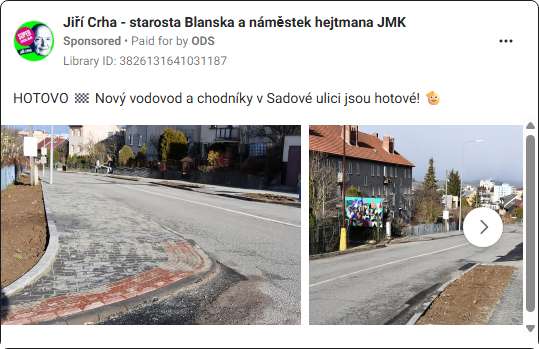 Jiří Crha - starosta Blanska a náměstek hejtmana JMK
Sponsored • Paid for by ODS
Library ID: 3826131641031187
HOTOVO 🏁 Nový vodovod a chodníky v Sadové ulici jsou hotové! 👷